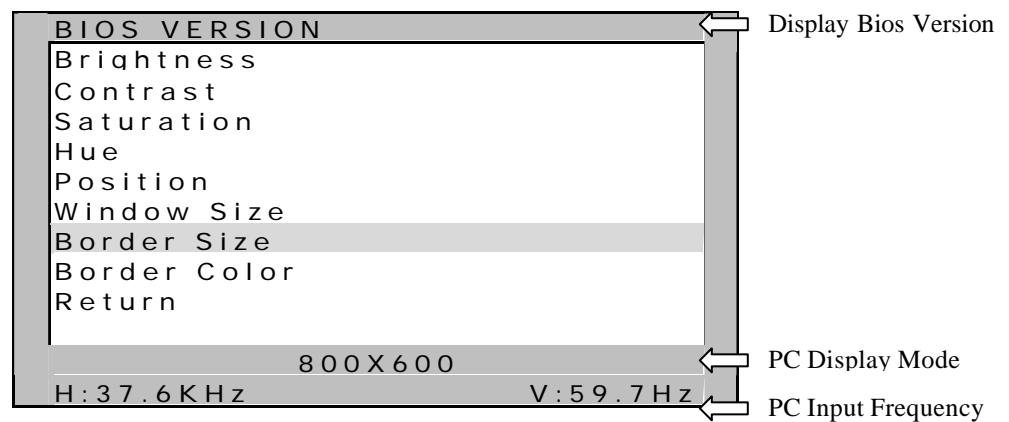 BIOS VERSION
Display Bios Version
Brightness
Contrast
Saturation
Hue
Position
Window Size
Border Size
Border Color
Return
800X600
PC Display Mode
H:37.6KHz V:59.7Hz
PC Input Frequency